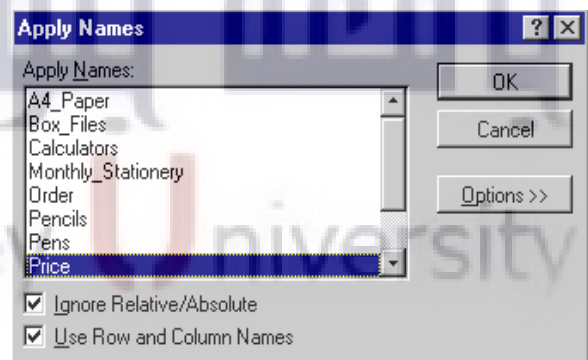 Apply Names
Apply Names:
A4_Paper
Box_Files
Calculators
Monthly_Stationery
Order
Pencils
Pens
Price
OK
Cancel
Options >>
Ignore Relative/Absolute
Use Row and Column Names
University